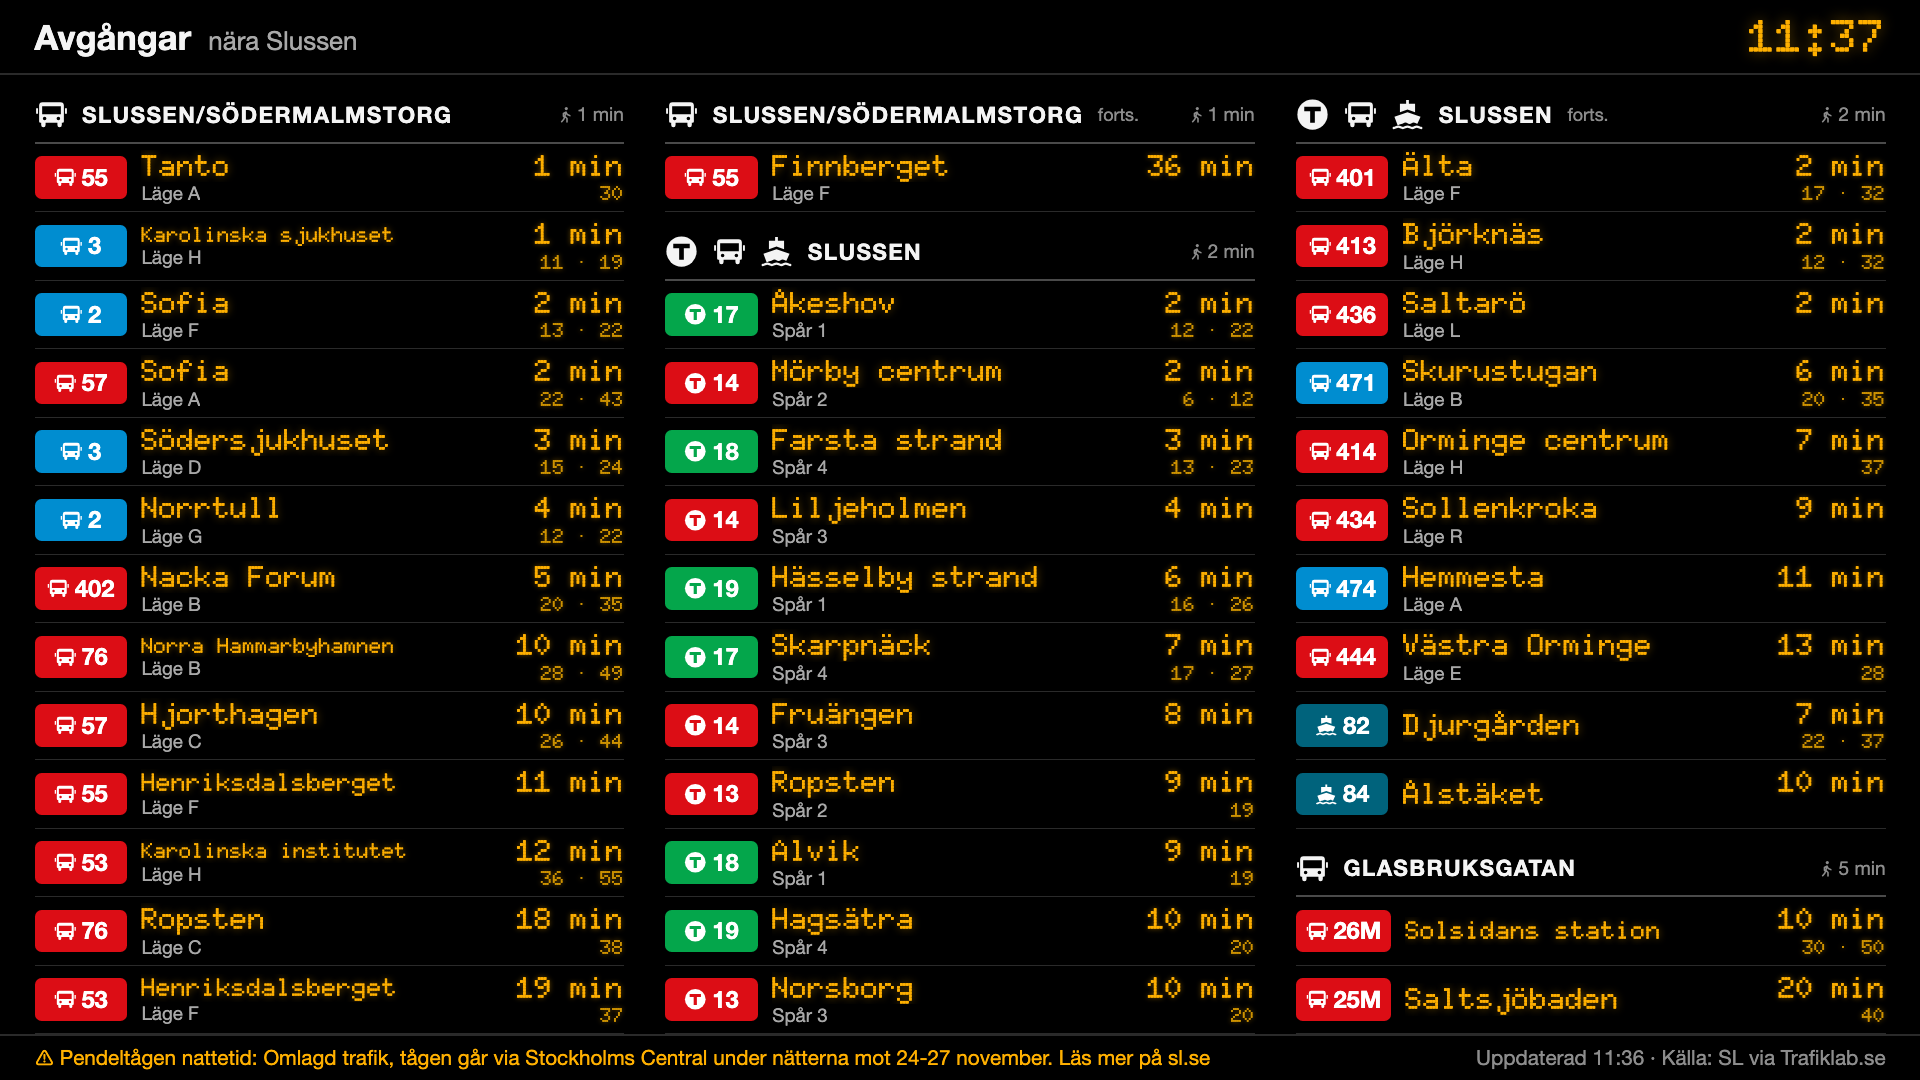 Avgångar nära Slussen
11:37
SLUSSEN/SÖDERMALMSTORG 1 min
55 Tanto 1 min
Läge A 30
3 Karolinska sjukhuset 1 min
Läge H 11 · 19
2 Sofia 2 min
Läge F 13 · 22
57 Sofia 2 min
Läge A 22 · 43
3 Södersjukhuset 3 min
Läge D 15 · 24
2 Norrtull 4 min
Läge G 12 · 22
402 Nacka Forum 5 min
Läge B 20 · 35
76 Norra Hammarbyhamnen 10 min
Läge B 28 · 49
57 Hjorthagen 10 min
Läge C 26 · 44
55 Henriksdalsberget 11 min
Läge F
53 Karolinska institutet 12 min
Läge H 36 · 55
76 Ropsten 18 min
Läge C 38
53 Henriksdalsberget 19 min
Läge F 37
SLUSSEN/SÖDERMALMSTORG forts. 1 min
55 Finnberget 36 min
Läge F
T SLUSSEN 2 min
T 17 Åkeshov 2 min
Spår 1 12 · 22
T 14 Mörby centrum 2 min
Spår 2 6 · 12
T 18 Farsta strand 3 min
Spår 4 13 · 23
T 14 Liljeholmen 4 min
Spår 3
T 19 Hässelby strand 6 min
Spår 1 16 · 26
T 17 Skarpnäck 7 min
Spår 4 17 · 27
T 14 Fruängen 8 min
Spår 3
T 13 Ropsten 9 min
Spår 2 19
T 18 Alvik 9 min
Spår 1 19
T 19 Hagsätra 10 min
Spår 4 20
T 13 Norsborg 10 min
Spår 3 20
T SLUSSEN forts. 2 min
401 Älta 2 min
Läge F 17 · 32
413 Björknäs 2 min
Läge H 12 · 32
436 Saltarö 2 min
Läge L
471 Skurustugan 6 min
Läge B 20 · 35
414 Orminge centrum 7 min
Läge H 37
434 Sollenkroka 9 min
Läge R
474 Hemmesta 11 min
Läge A
444 Västra Orminge 13 min
Läge E 28
82 Djurgården 7 min
22 · 37
84 Ålstäket 10 min
GLASBRUKSGATAN 5 min
26M Solsidans station 10 min
30 · 50
25M Saltsjöbaden 20 min
40
⚠ Pendeltågen nattetid: Omlagd trafik, tågen går via Stockholms Central under nätterna mot 24-27 november. Läs mer på sl.se
Uppdaterad 11:36 · Källa: SL via Trafiklab.se